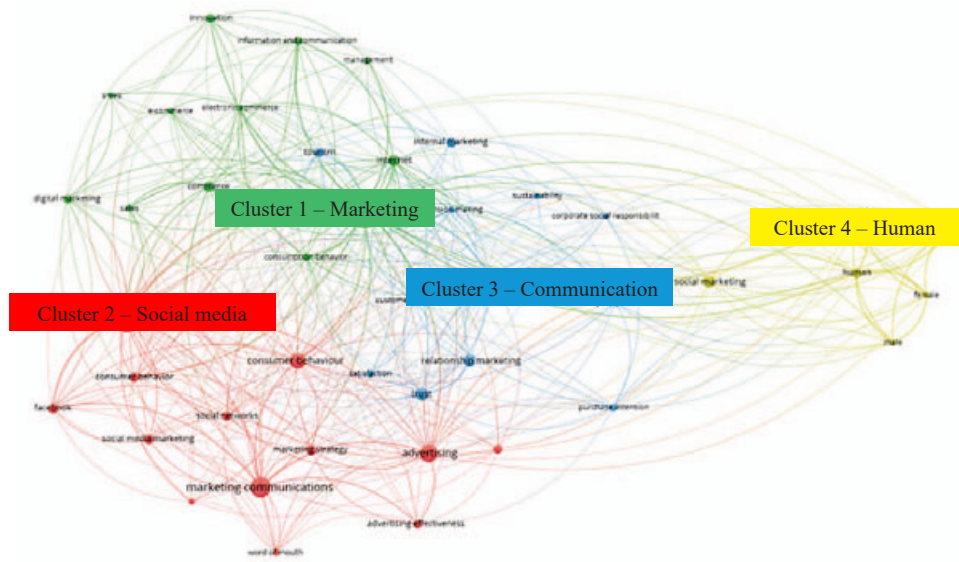 innovation
information and communication
management
ecommerce
electronic commerce
tourism
internal marketing
internet
commerce
digital marketing
sales
sustainability
corporate social responsibilit
Cluster 1 – Marketing
Cluster 4 – Human
consumption behavior
social marketing
human
female
male
Cluster 3 – Communication
Cluster 2 – Social media
consumer behaviour
relationship marketing
satisfaction
consumer behavior
trust
facebook
social networks
purchase intention
social media marketing
marketing strategy
advertising
marketing communications
advertising effectiveness
word of mouth